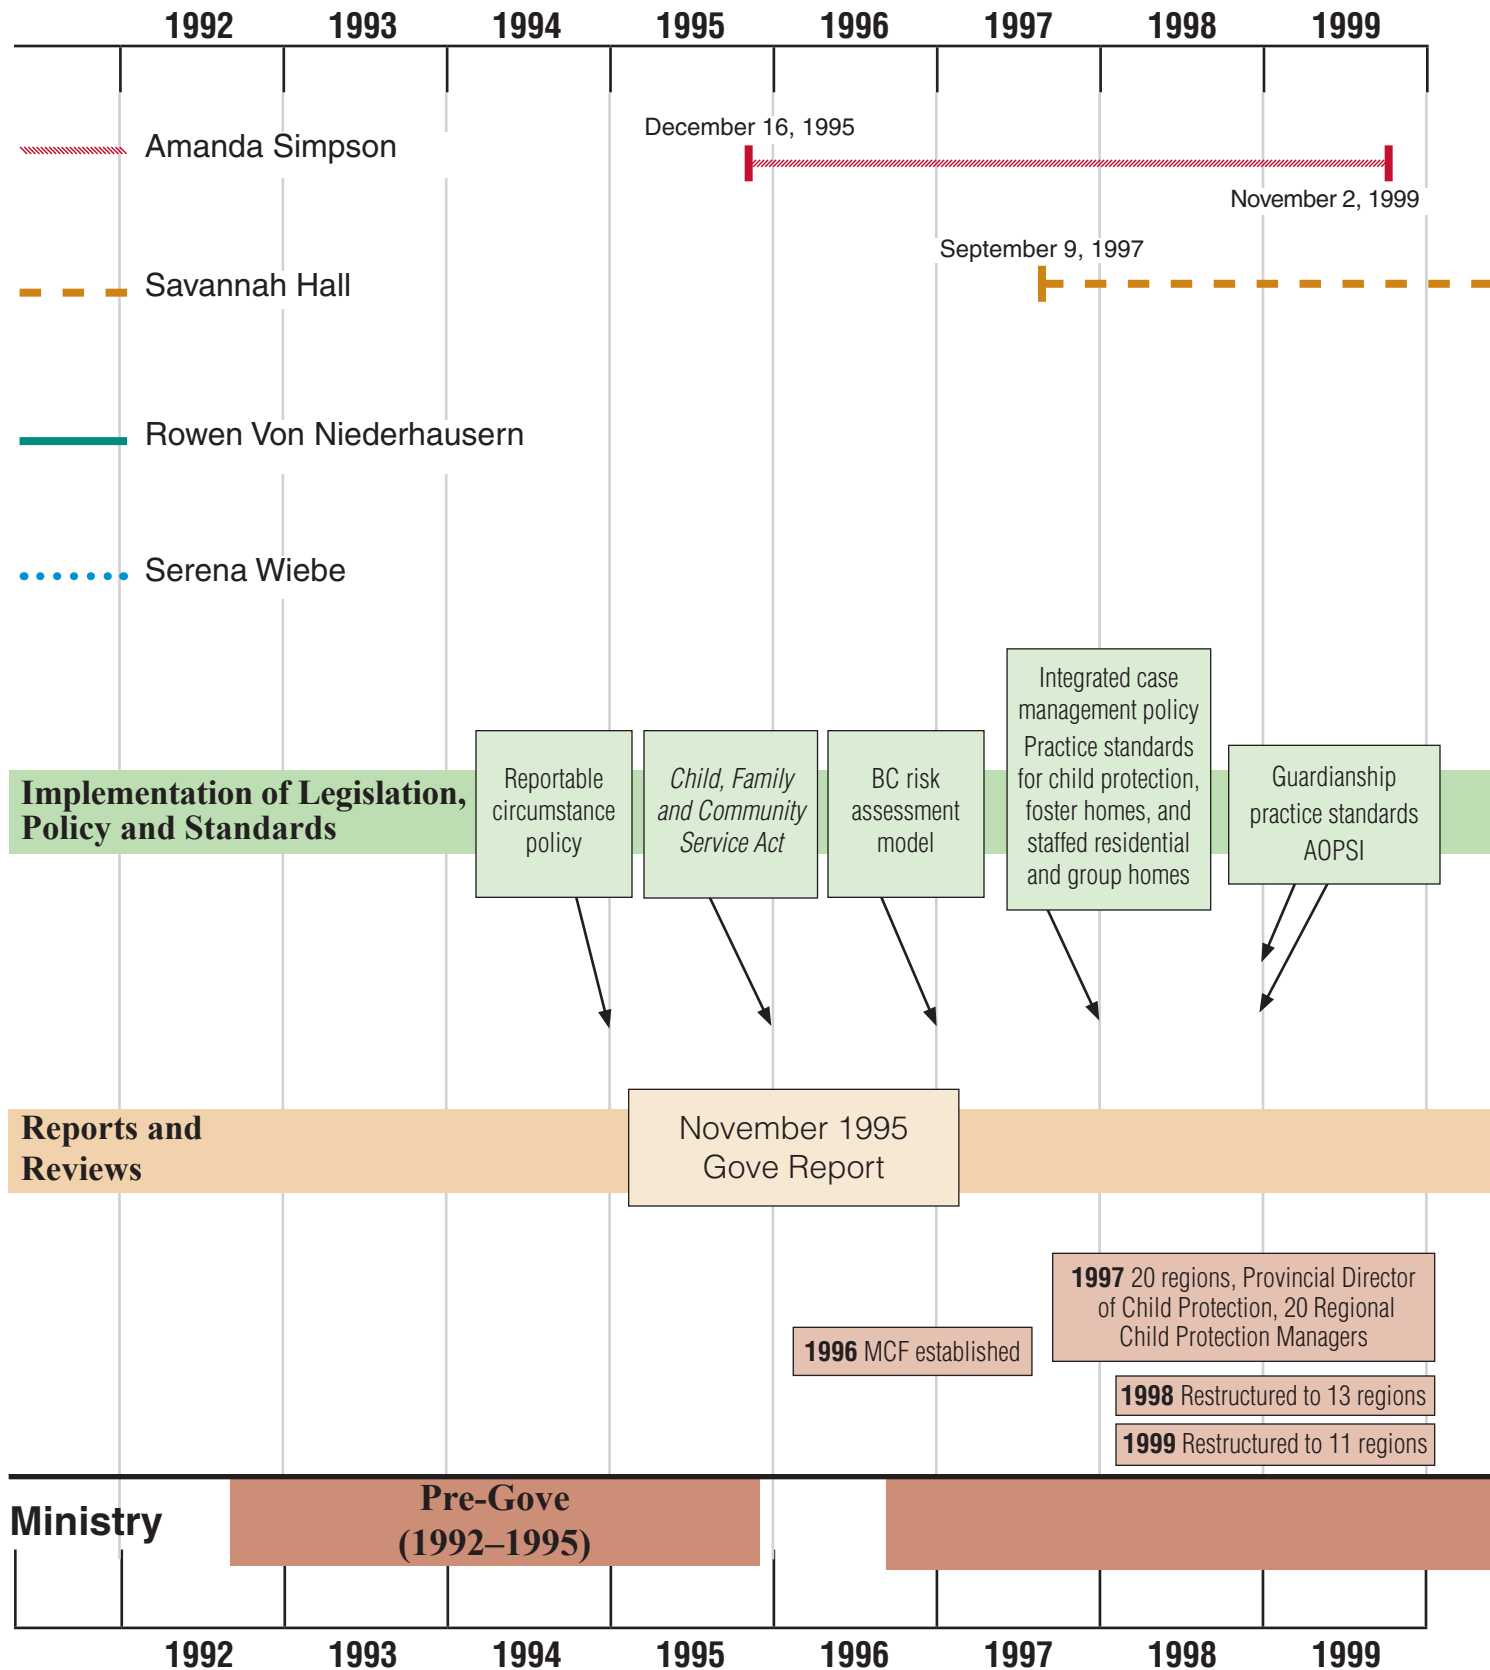 1992 1993 1994 1995 1996 1997 1998 1999
December 16, 1995
Amanda Simpson
November 2, 1999
September 9, 1997
Savannah Hall
Rowen Von Niederhausern
Serena Wiebe
Implementation of Legislation,
Policy and Standards
Reportable
circumstance
policy
Child, Family
and Community
Service Act
BC risk
assessment
model
Integrated case
management policy
Practice standards
for child protection,
foster homes, and
staffed residential
and group homes
Guardianship
practice standards
AOPSI
Reports and
Reviews
November 1995
Gove Report
1997 20 regions, Provincial Director
of Child Protection, 20 Regional
Child Protection Managers
1996 MCF established
1998 Restructured to 13 regions
1999 Restructured to 11 regions
Ministry
Pre-Gove
(1992–1995)
1992 1993 1994 1995 1996 1997 1998 1999